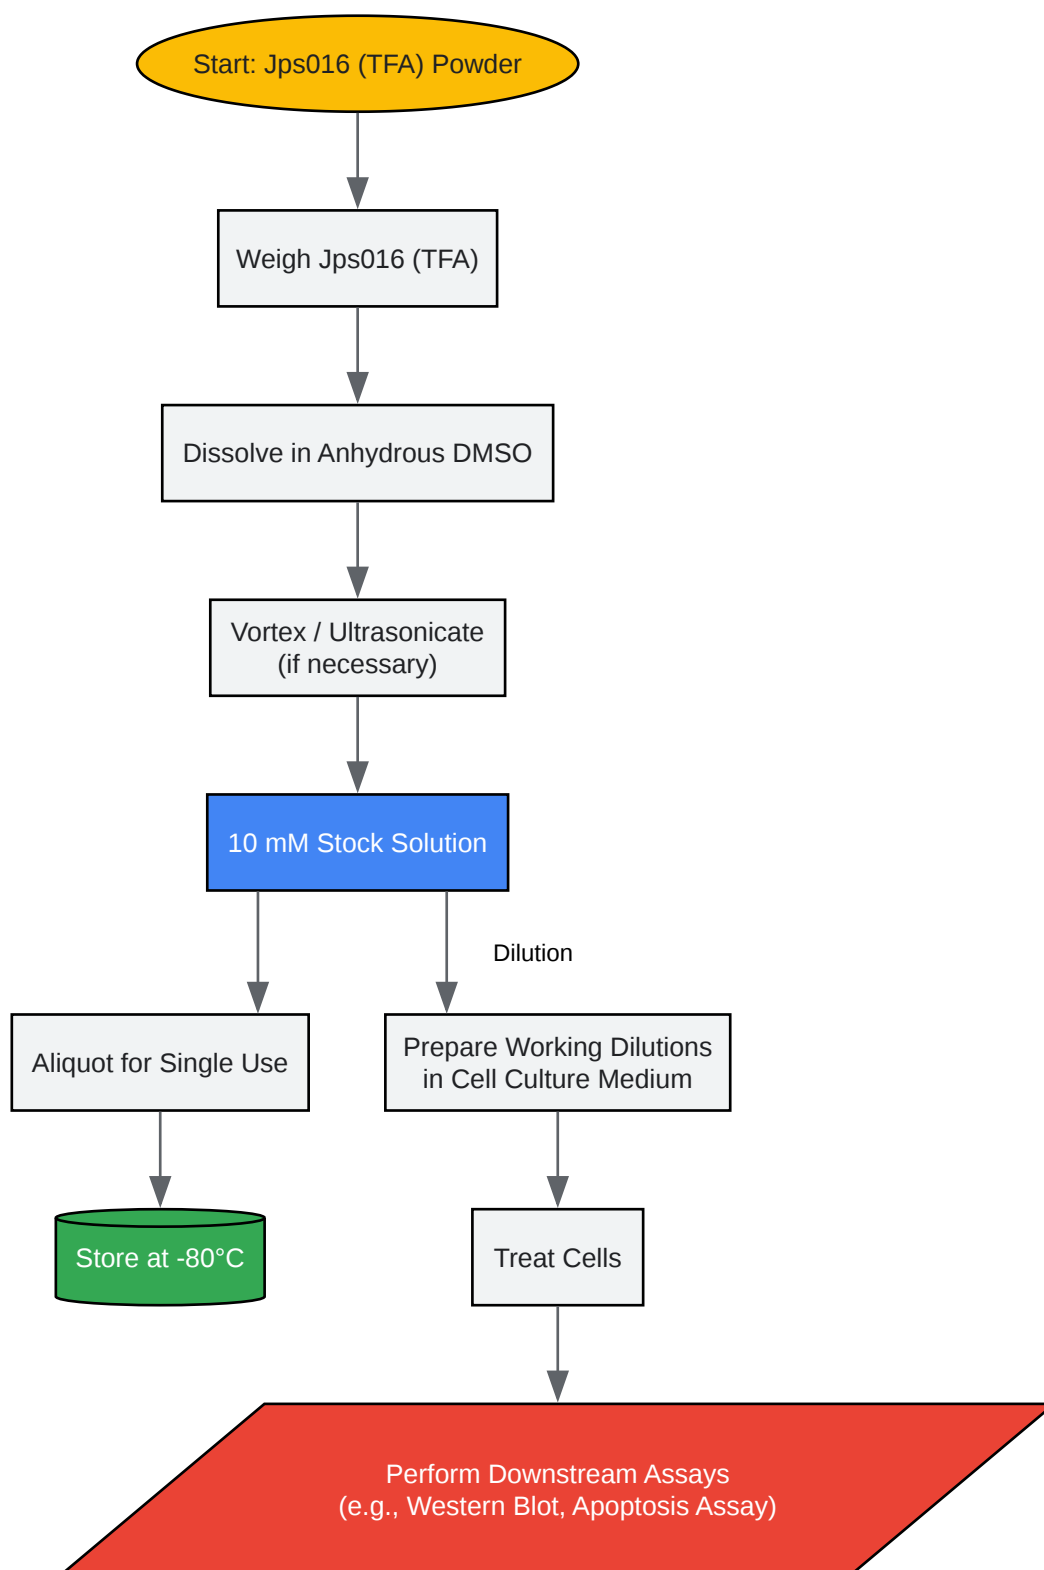 Start: Jps016 (TFA) Powder
Weigh Jps016 (TFA)
Dissolve in Anhydrous DMSO
Vortex / Ultrasonicate
(if necessary)
10 mM Stock Solution
Dilution
Aliquot for Single Use
Prepare Working Dilutions
in Cell Culture Medium
Store at -80°C
Treat Cells
Perform Downstream Assays
(e.g., Western Blot, Apoptosis Assay)